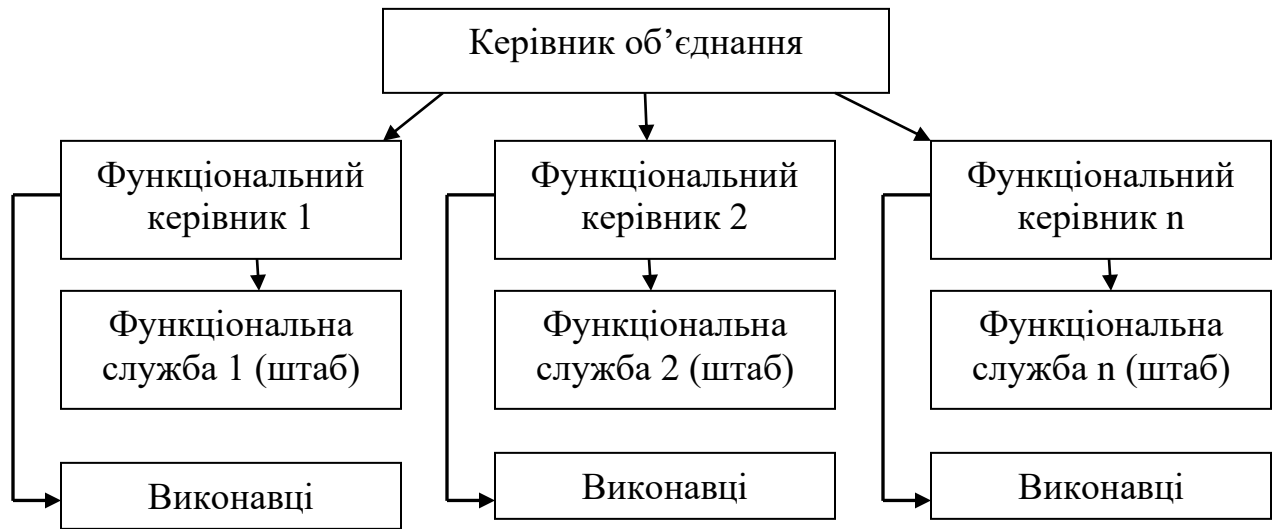 Керівник об’єднання
Функціональний
керівник 1
Функціональний
керівник 2
Функціональний
керівник n
Функціональна
служба 1 (штаб)
Функціональна
служба 2 (штаб)
Функціональна
служба n (штаб)
Виконавці
Виконавці
Виконавці